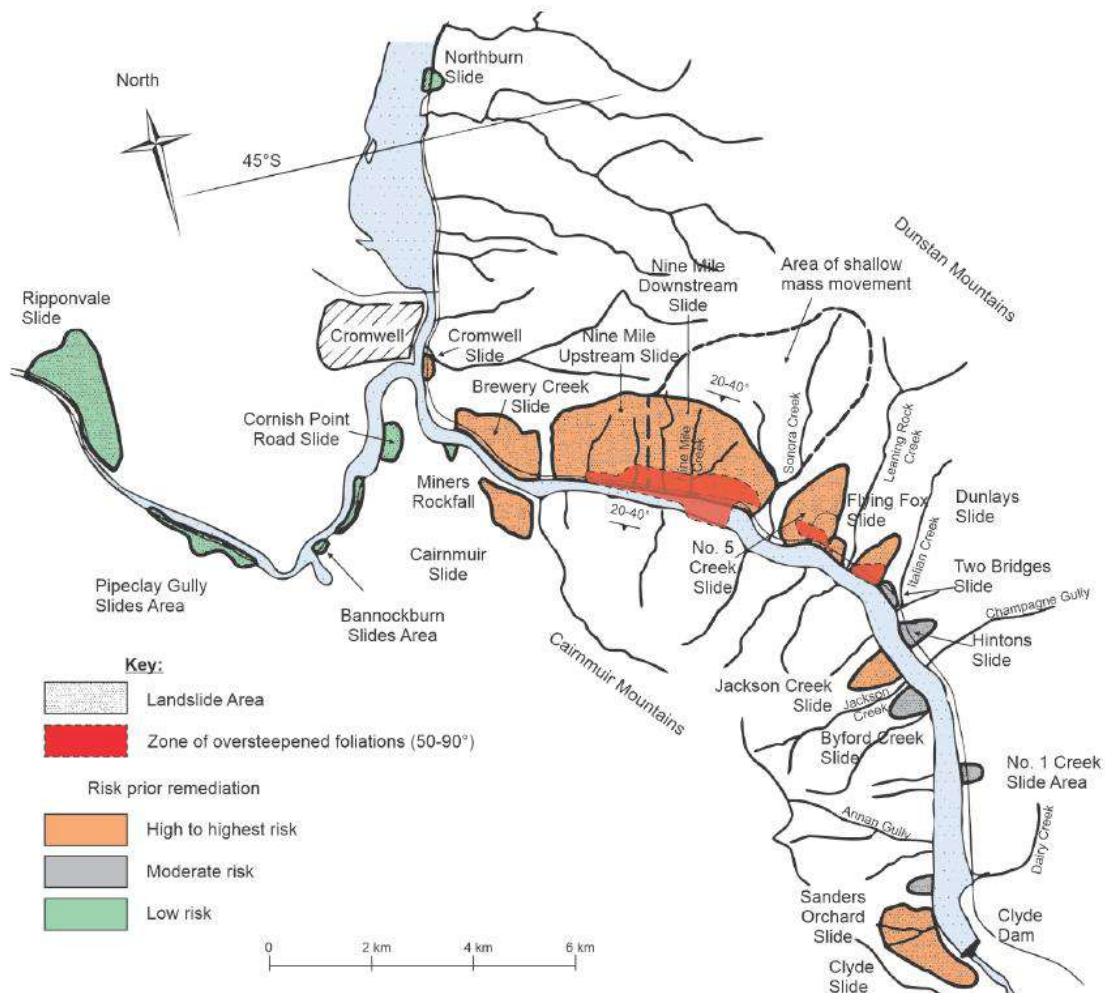 Northburn
Slide
North
45°S
Dunstan Mountains
Nine Mile
Downstream
Slide
Area of shallow
mass movement
Ripponvale
Slide
Cromwell
Cromwell
Slide
Nine Mile
Upstream Slide
Brewery Creek
Slide
20-40°
Sonora Creek
Leaning Rock
Creek
Cornish Point
Road Slide
Nine Mile
Creek
Miners
Rockfall
Flying Fox
Slide
Dunlays
Slide
Italian Creek
20-40°
No. 5
Creek
Slide
Cairnmuir
Slide
Two Bridges
Slide
Pipeclay Gully
Slides Area
Bannockburn
Slides Area
Champagne Gully
Hintons
Slide
Cairnmuir Mountains
Jackson Creek
Slide
Jackson
Creek
Byford Creek
Slide
No. 1 Creek
Slide Area
Annan Gully
Dairy Creek
Sanders
Orchard
Slide
Clyde
Dam
Clyde
Slide
Key:
Landslide Area
Zone of oversteepened foliations (50-90°)
Risk prior remediation
High to highest risk
Moderate risk
Low risk
0
2 km
4 km
6 km